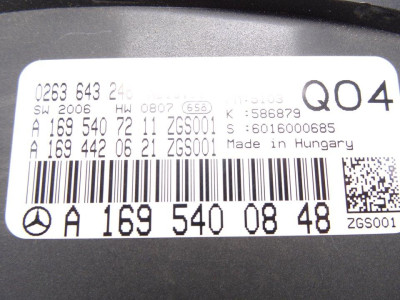 0263 643 24
SW 2006 HW 0807 658
K : 586879
S : 6016000685
Made in Hungary
Q04
A 169 540 72 11 ZGS001
A 169 442 06 21 ZGS001
A 169 540 08 48
ZGS001